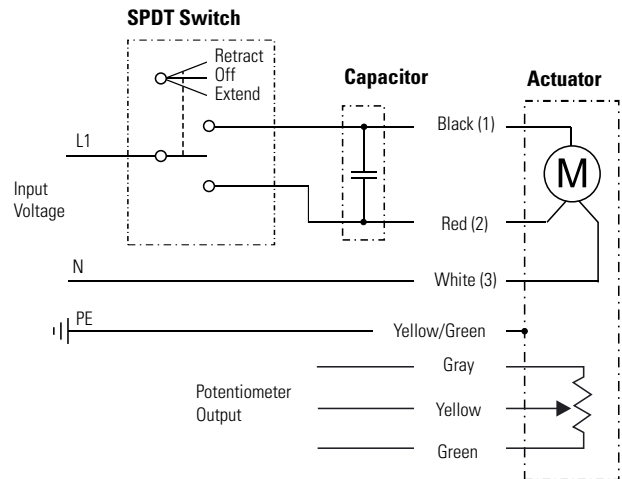 SPDT Switch
Retract
Off
Extend
Capacitor
Actuator
L1
Input
Voltage
Black (1)
M
Red (2)
N
White (3)
PE
Yellow/Green
Gray
Potentiometer
Output
Yellow
Green